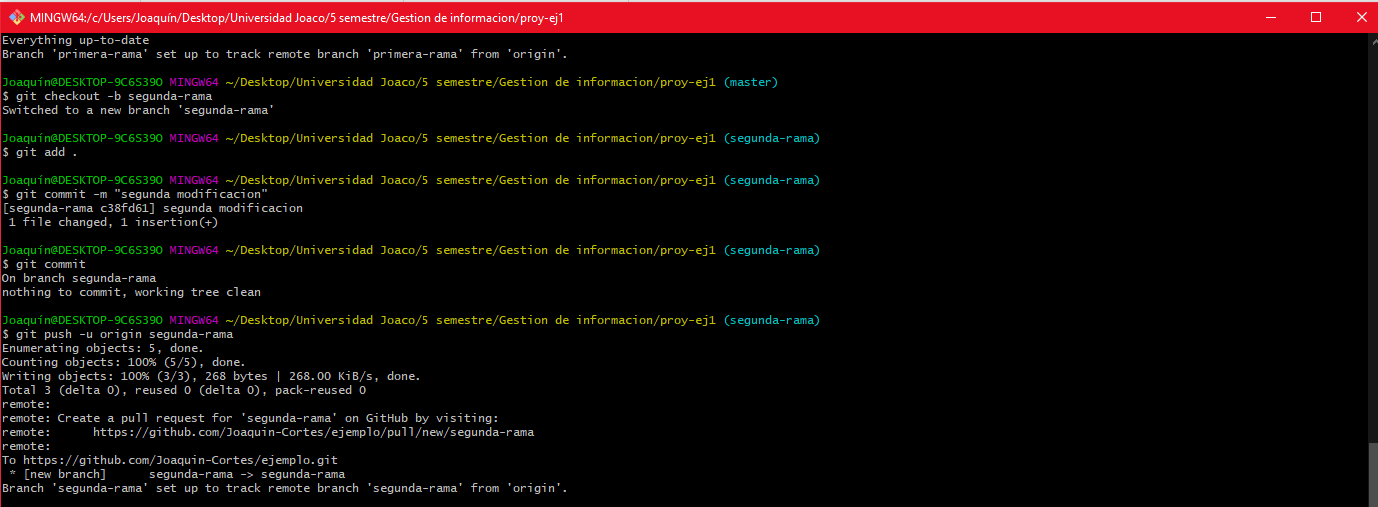 MINGW64:/c/Users/Joaquín/Desktop/Universidad Joaco/5 semestre/Gestion de informacion/proy-ej1
Everything up-to-date
Branch 'primera-rama' set up to track remote branch 'primera-rama' from 'origin'.
Joaquín@DESKTOP-9C6S39O MINGW64 ~/Desktop/Universidad Joaco/5 semestre/Gestion de informacion/proy-ej1 (master)
$ git checkout -b segunda-rama
Switched to a new branch 'segunda-rama'
Joaquín@DESKTOP-9C6S39O MINGW64 ~/Desktop/Universidad Joaco/5 semestre/Gestion de informacion/proy-ej1 (segunda-rama)
$ git add .
Joaquín@DESKTOP-9C6S39O MINGW64 ~/Desktop/Universidad Joaco/5 semestre/Gestion de informacion/proy-ej1 (segunda-rama)
$ git commit -m "segunda modificacion"
[segunda-rama c38fd61] segunda modificacion
 1 file changed, 1 insertion(+)
Joaquín@DESKTOP-9C6S39O MINGW64 ~/Desktop/Universidad Joaco/5 semestre/Gestion de informacion/proy-ej1 (segunda-rama)
$ git commit
On branch segunda-rama
nothing to commit, working tree clean
Joaquín@DESKTOP-9C6S39O MINGW64 ~/Desktop/Universidad Joaco/5 semestre/Gestion de informacion/proy-ej1 (segunda-rama)
$ git push -u origin segunda-rama
Enumerating objects: 5, done.
Counting objects: 100% (5/5), done.
Writing objects: 100% (3/3), 268 bytes | 268.00 KiB/s, done.
Total 3 (delta 0), reused 0 (delta 0), pack-reused 0
remote:
remote: Create a pull request for 'segunda-rama' on GitHub by visiting:
remote:      https://github.com/Joaquin-Cortes/ejemplo/pull/new/segunda-rama
remote:
To https://github.com/Joaquin-Cortes/ejemplo.git
 * [new branch]      segunda-rama -> segunda-rama
Branch 'segunda-rama' set up to track remote branch 'segunda-rama' from 'origin'.